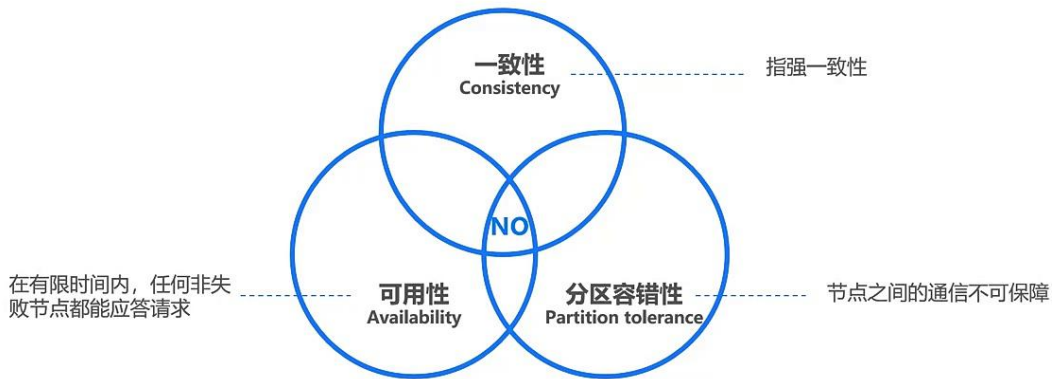 一致性
Consistency
指强一致性
NO
在有限时间内，任何非失
败节点都能应答请求
可用性
Availability
分区容错性
Partition tolerance
节点之间的通信不可保障